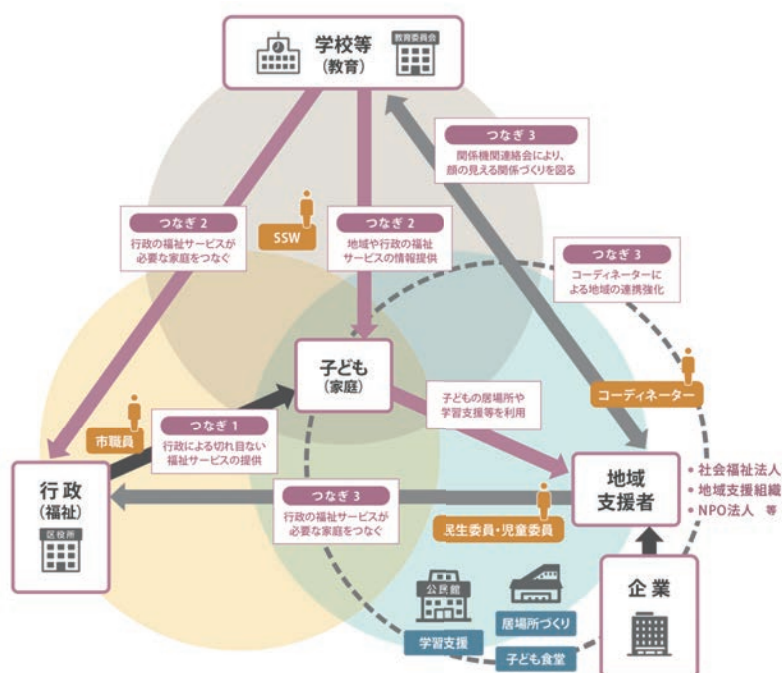 学校等
(教育)
教育委員会
つなぎ 3
関係機関連絡会により、
顔の見える関係づくりを図る
つなぎ 2
行政の福祉サービスが
必要な家庭をつなぐ
SSW
つなぎ 2
地域や行政の福祉
サービスの情報提供
つなぎ 3
コーディネーターに
よる地域の連携強化
子ども
(家庭)
子どもの居場所や
学習支援等を利用
コーディネーター
市職員
つなぎ 1
行政による切れ目ない
福祉サービスの提供
行政
(福祉)
区役所
つなぎ 3
行政の福祉サービスが
必要な家庭をつなぐ
民生委員・児童委員
地域
支援者
• 社会福祉法人
• 地域支援組織
• NPO法人 等
公民館
学習支援
居場所づくり
子ども食堂
企業